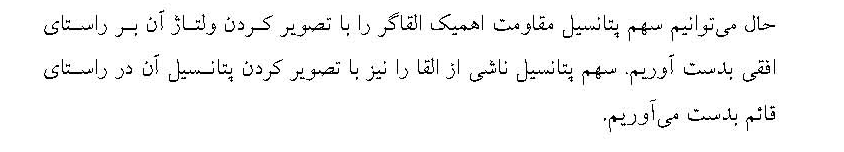 حال می‌توانیم سهم پتانسیل مقاومت اهمیک القاگر را با تصویر کردن ولتاژ آن بر راستای
افقی بدست آوریم. سهم پتانسیل ناشی از القا را نیز با تصویر کردن پتانسیل آن در راستای
قائم بدست می‌آوریم.